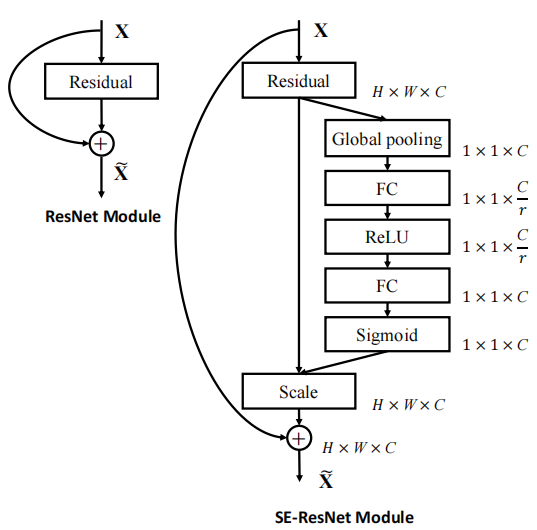 X
Residual
+
X̃
ResNet Module
X
Residual
H × W × C
Global pooling
1 × 1 × C
FC
1 × 1 × C/r
ReLU
1 × 1 × C/r
FC
1 × 1 × C
Sigmoid
1 × 1 × C
Scale
H × W × C
+
H × W × C
X̃
SE-ResNet Module